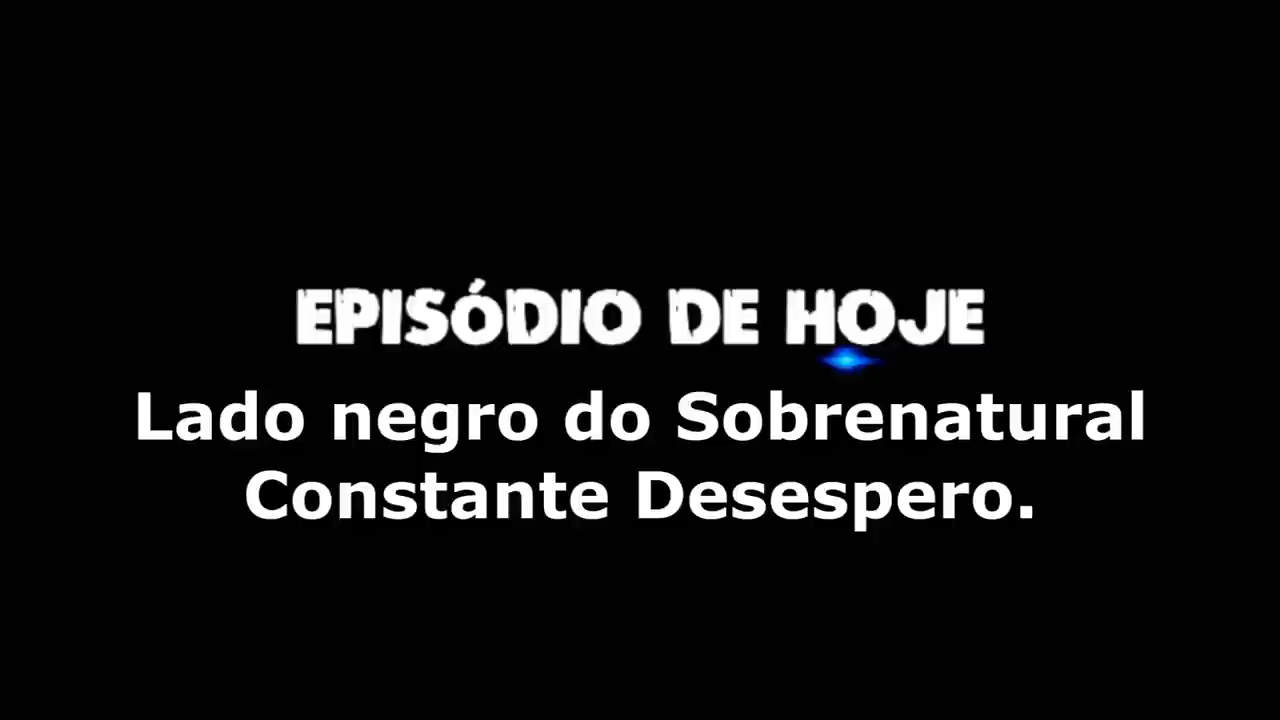 EPISÓDIO DE HOJE
Lado negro do Sobrenatural
Constante Desespero.